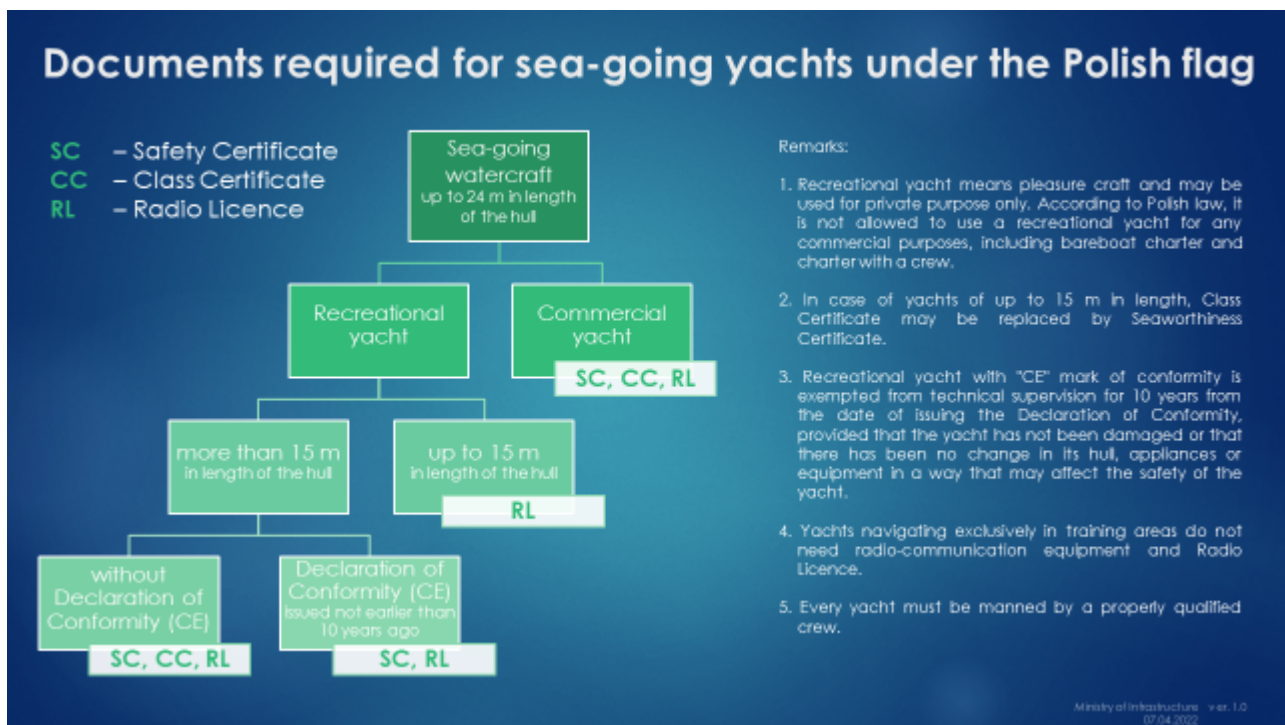 Documents required for sea-going yachts under the Polish flag
SC – Safety Certificate
CC – Class Certificate
RL – Radio Licence
Sea-going
watercraft
up to 24 m in length
of the hull
Recreational
yacht
Commercial
yacht
SC, CC, RL
more than 15 m
in length of the hull
up to 15 m
in length of the hull
RL
without
Declaration of
Conformity (CE)
SC, CC, RL
Declaration of
Conformity (CE)
issued not earlier than
10 years ago
SC, RL
Remarks:
1. Recreational yacht means pleasure craft and may be
used for private purpose only. According to Polish law, it
is not allowed to use a recreational yacht for any
commercial purposes, including bareboat charter and
charter with a crew.
2. In case of yachts of up to 15 m in length, Class
Certificate may be replaced by Seaworthiness
Certificate.
3. Recreational yacht with "CE" mark of conformity is
exempted from technical supervision for 10 years from
the date of issuing the Declaration of Conformity,
provided that the yacht has not been damaged or that
there has been no change in its hull, appliances or
equipment in a way that may affect the safety of the
yacht.
4. Yachts navigating exclusively in training areas do not
need radio-communication equipment and Radio
Licence.
5. Every yacht must be manned by a properly qualified
crew.
Ministry of Infrastructure ver. 1.0
07.04.2022